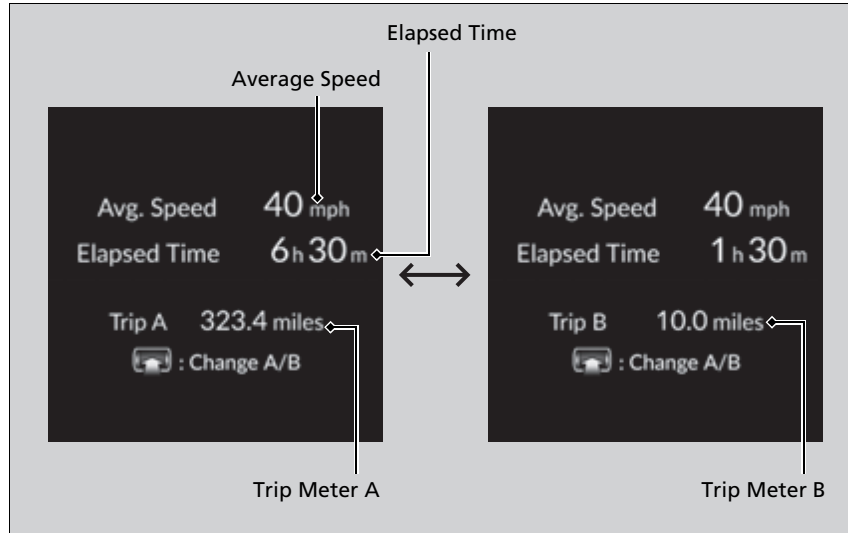 Elapsed Time
Average Speed
Avg. Speed 40 mph
Elapsed Time 6 h 30 m
Trip A 323.4 miles
: Change A/B
Trip Meter A
Avg. Speed 40 mph
Elapsed Time 1 h 30 m
Trip B 10.0 miles
: Change A/B
Trip Meter B